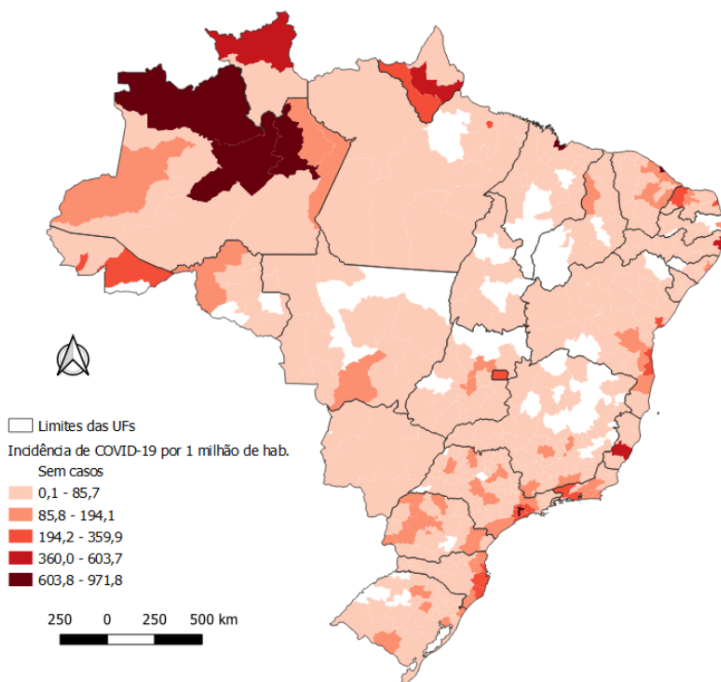 Limites das UFs
Incidência de COVID-19 por 1 milhão de hab.
Sem casos
0,1 - 85,7
85,8 - 194,1
194,2 - 359,9
360,0 - 603,7
603,8 - 971,8
250 0 250 500 km